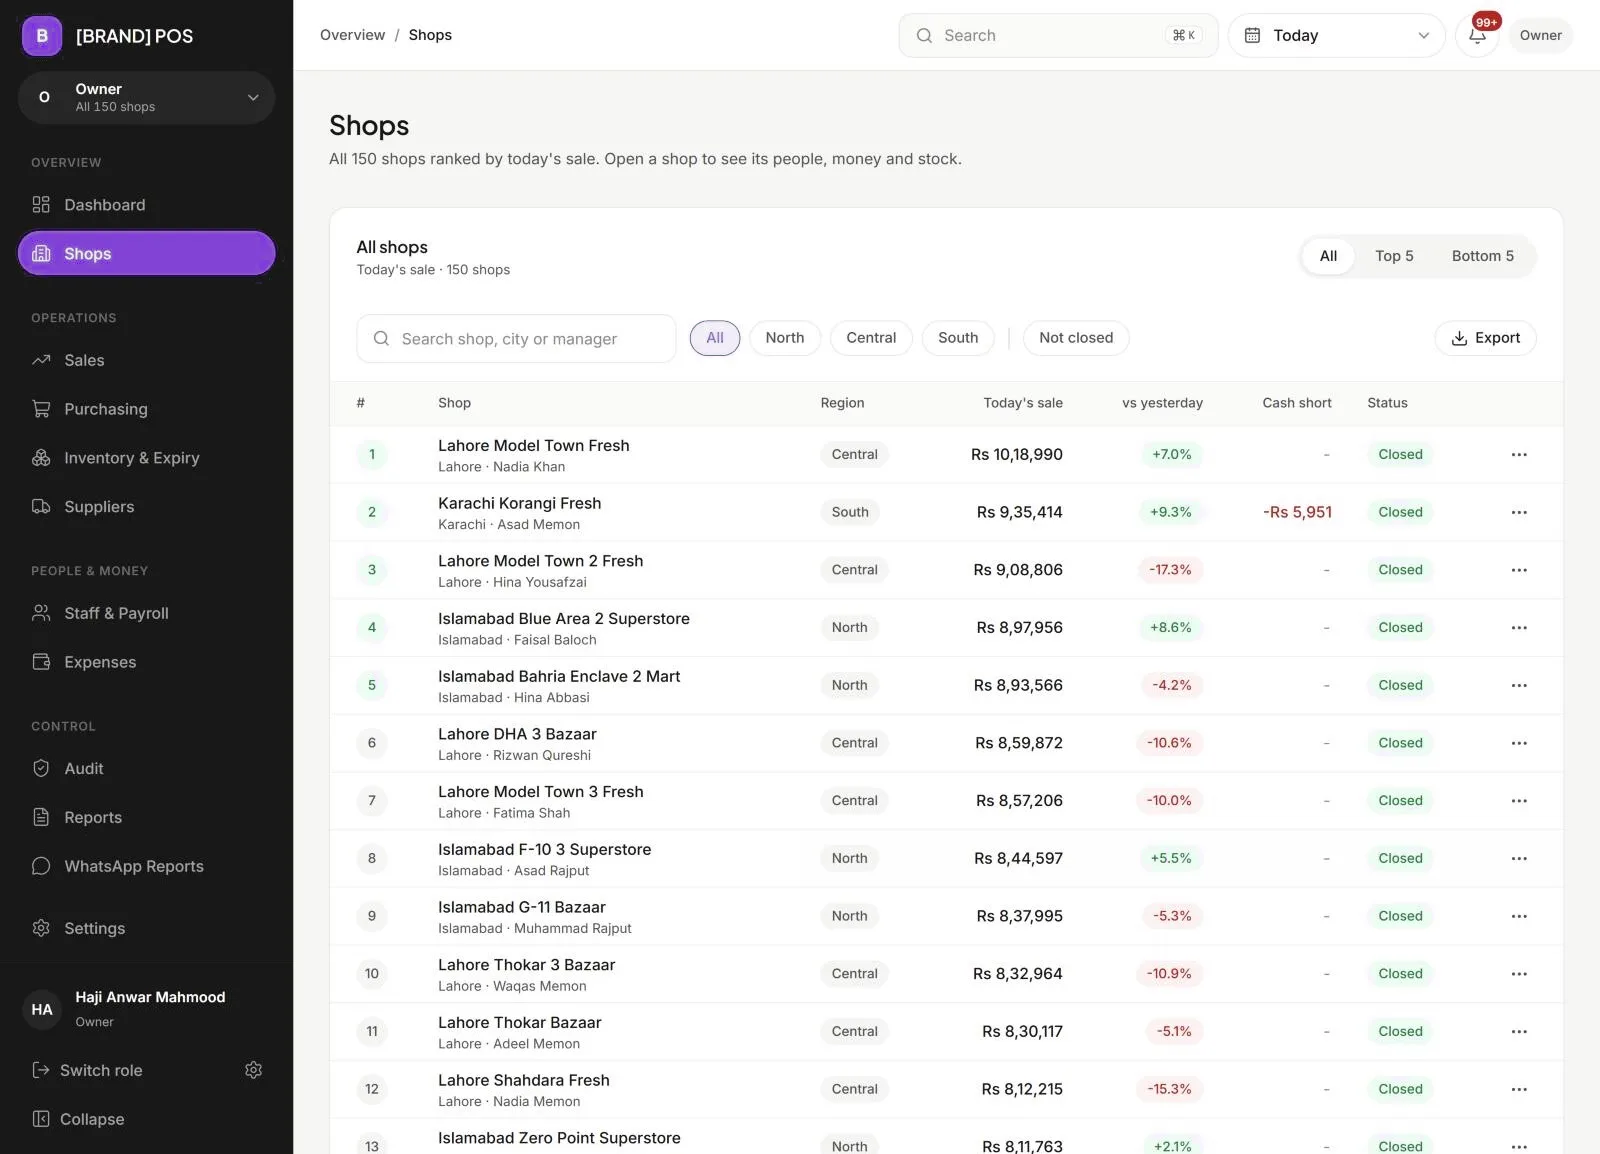 B [BRAND] POS
O Owner
All 150 shops
OVERVIEW
Dashboard
Shops
OPERATIONS
Sales
Purchasing
Inventory & Expiry
Suppliers
PEOPLE & MONEY
Staff & Payroll
Expenses
CONTROL
Audit
Reports
WhatsApp Reports
Settings
HA Haji Anwar Mahmood
Owner
Switch role
Collapse
Overview / Shops
Search ⌘ K
Today
99+
Owner
Shops
All 150 shops ranked by today's sale. Open a shop to see its people, money and stock.
All shops
Today's sale · 150 shops
All Top 5 Bottom 5
Search shop, city or manager
All North Central South Not closed
Export
# Shop Region Today's sale vs yesterday Cash short Status
1 Lahore Model Town Fresh Central Rs 10,18,990 +7.0% - Closed ...
Lahore · Nadia Khan
2 Karachi Korangi Fresh South Rs 9,35,414 +9.3% -Rs 5,951 Closed ...
Karachi · Asad Memon
3 Lahore Model Town 2 Fresh Central Rs 9,08,806 -17.3% - Closed ...
Lahore · Hina Yousafzai
4 Islamabad Blue Area 2 Superstore North Rs 8,97,956 +8.6% - Closed ...
Islamabad · Faisal Baloch
5 Islamabad Bahria Enclave 2 Mart North Rs 8,93,566 -4.2% - Closed ...
Islamabad · Hina Abbasi
6 Lahore DHA 3 Bazaar Central Rs 8,59,872 -10.6% - Closed ...
Lahore · Rizwan Qureshi
7 Lahore Model Town 3 Fresh Central Rs 8,57,206 -10.0% - Closed ...
Lahore · Fatima Shah
8 Islamabad F-10 3 Superstore North Rs 8,44,597 +5.5% - Closed ...
Islamabad · Asad Rajput
9 Islamabad G-11 Bazaar North Rs 8,37,995 -5.3% - Closed ...
Islamabad · Muhammad Rajput
10 Lahore Thokar 3 Bazaar Central Rs 8,32,964 -10.9% - Closed ...
Lahore · Waqas Memon
11 Lahore Thokar Bazaar Central Rs 8,30,117 -5.1% - Closed ...
Lahore · Adeel Memon
12 Lahore Shahdara Fresh Central Rs 8,12,215 -15.3% - Closed ...
Lahore · Nadia Memon
13 Islamabad Zero Point Superstore North Rs 8,11,763 +2.1% - Closed ...